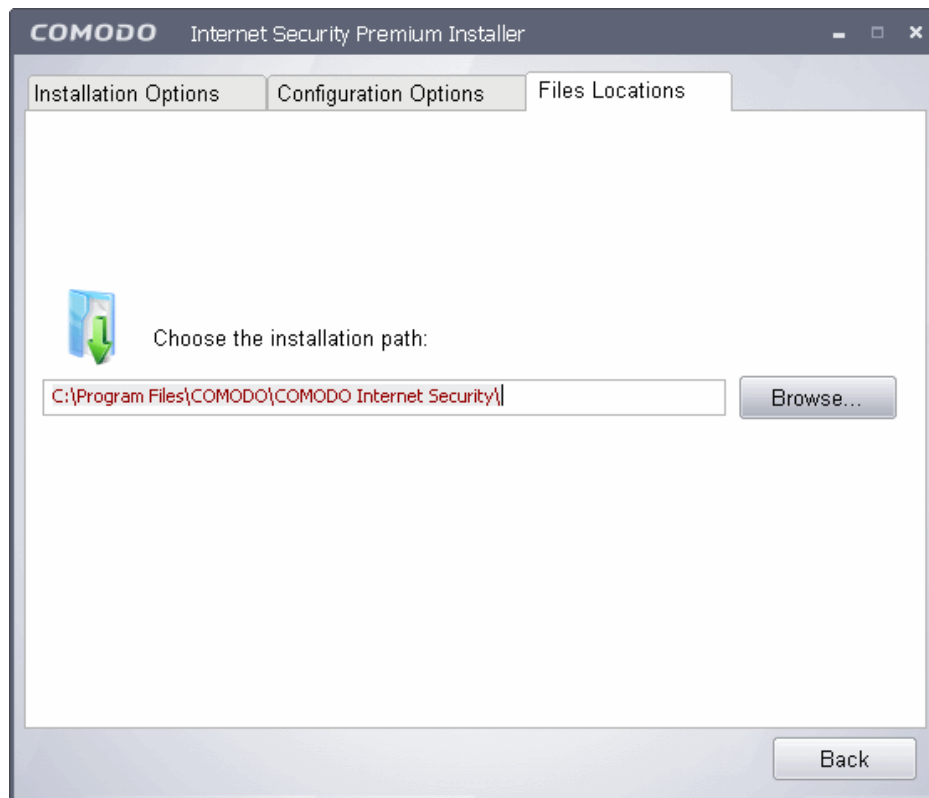 COMODO Internet Security Premium Installer
Installation Options Configuration Options Files Locations
Choose the installation path:
C:\Program Files\COMODO\COMODO Internet Security\
Browse...
Back